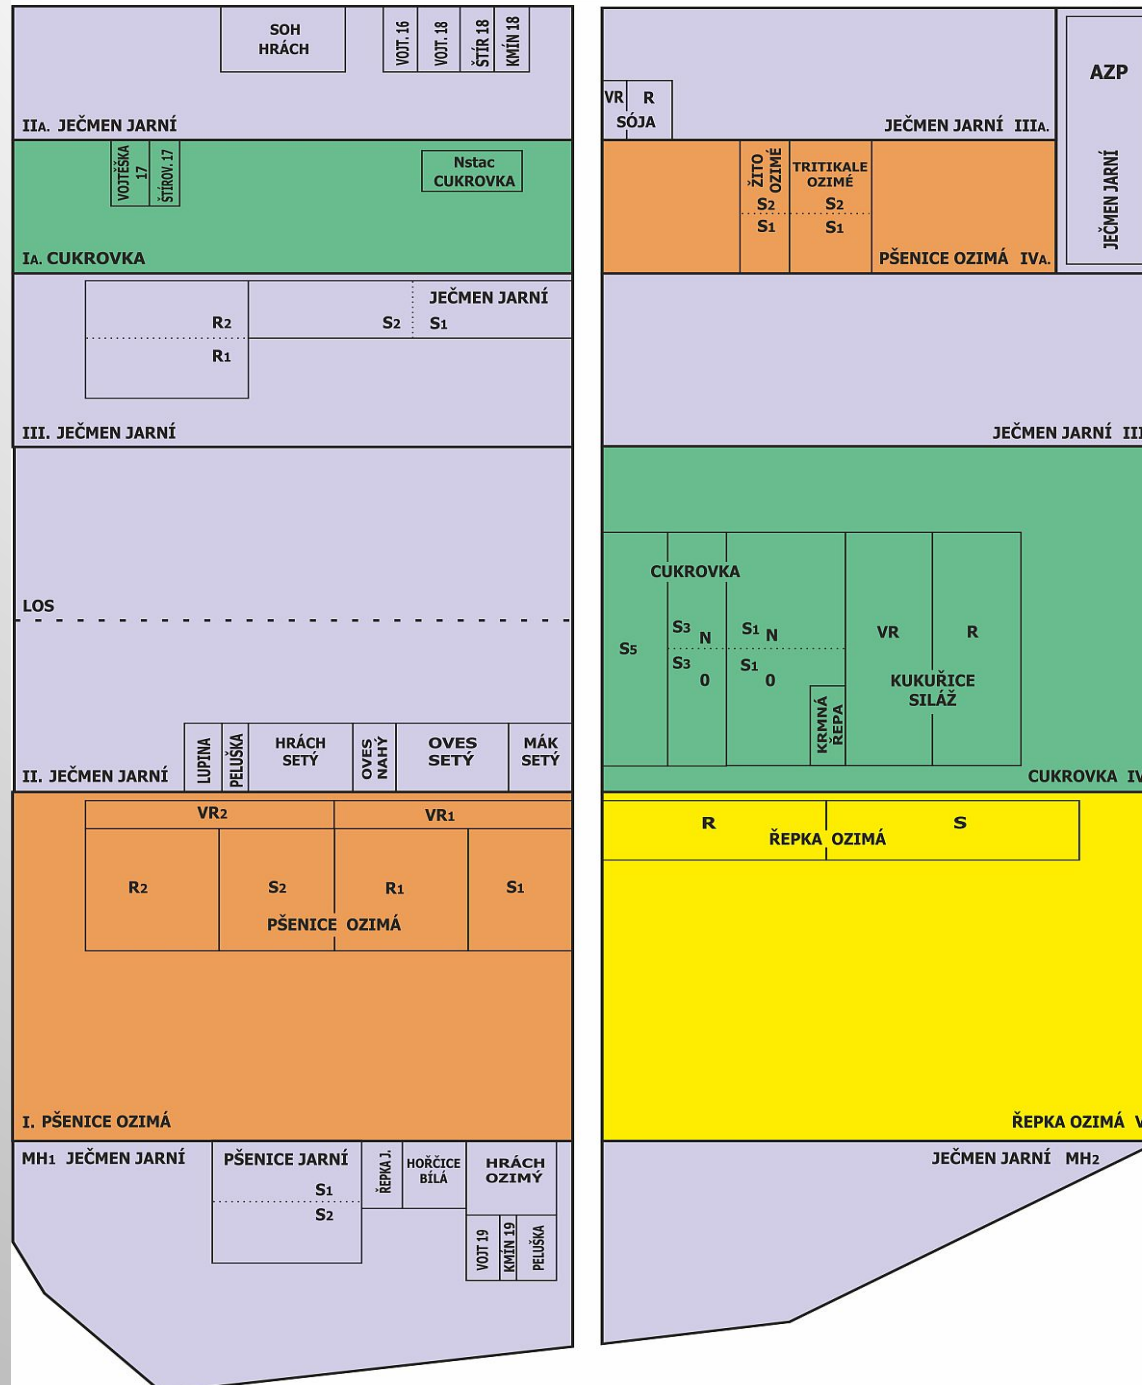 SOH
HRÁCH
VOJT. 16
VOJT. 18
ŠTÍR 18
KMÍN 18
IIA. JEČMEN JARNÍ
VOJTĚŠKA
17
ŠTÍROV. 17
Nstac
CUKROVKA
IA. CUKROVKA
JEČMEN JARNÍ
R2
S2
S1
R1
III. JEČMEN JARNÍ
LOS
LUPINA
PELUŠKA
HRÁCH
SETÝ
OVES
NAHÝ
OVES
SETÝ
MÁK
SETÝ
II. JEČMEN JARNÍ
VR2
VR1
R2
S2
R1
S1
PŠENICE OZIMÁ
I. PŠENICE OZIMÁ
MH1 JEČMEN JARNÍ
PŠENICE JARNÍ
S1
S2
ŘEPKA J.
HOŘČICE
BÍLÁ
HRÁCH
OZIMÝ
VOJT 19
KMÍN 19
PELUŠKA
VR R
SÓJA
JEČMEN JARNÍ IIIA.
AZP
JEČMEN JARNÍ
ŽITO
OZIMÉ
S2
S1
TRITIKALE
OZIMÉ
S2
S1
PŠENICE OZIMÁ IVA.
JEČMEN JARNÍ III
CUKROVKA
S5
S3 N
S3 0
S1 N
S1 0
KRMNÁ
ŘEPA
VR
R
KUKUŘICE
SILÁŽ
CUKROVKA IV
R
S
ŘEPKA OZIMÁ
ŘEPKA OZIMÁ V
JEČMEN JARNÍ MH2